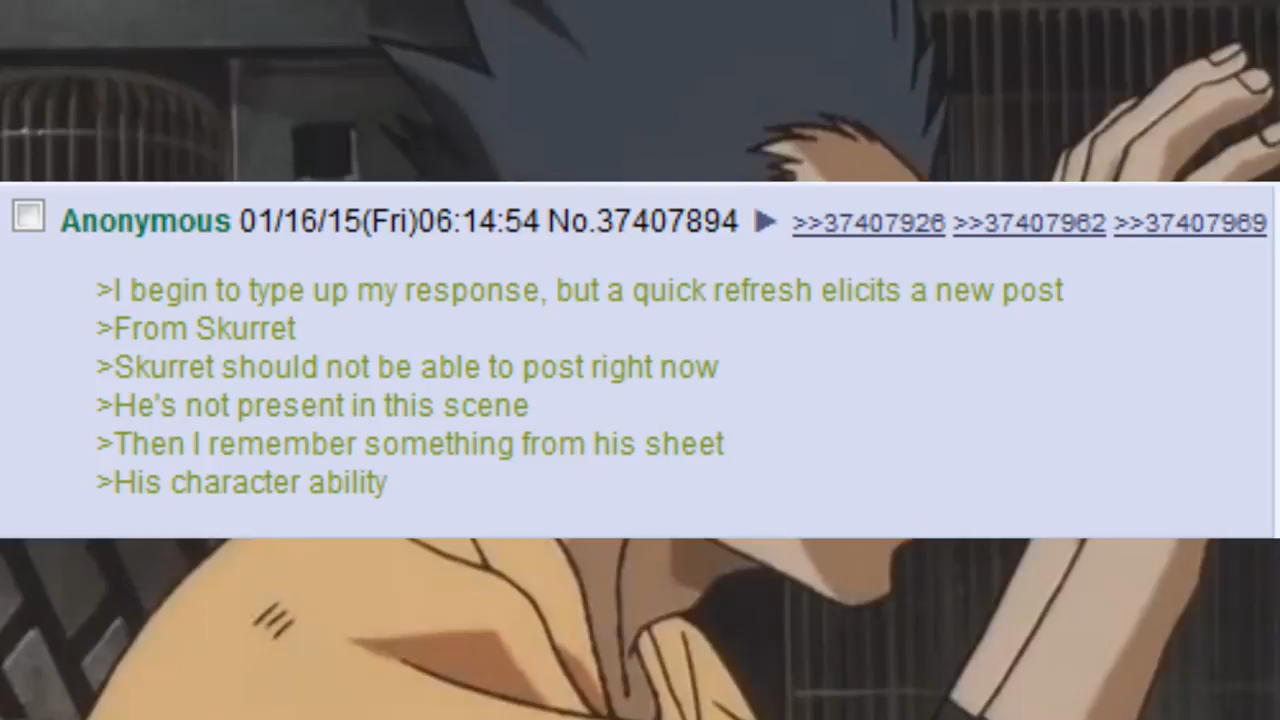 Anonymous 01/16/15(Fri)06:14:54 No.37407894 ▶ >>37407926 >>37407962 >>37407969
>I begin to type up my response, but a quick refresh elicits a new post
>From Skurret
>Skurret should not be able to post right now
>He's not present in this scene
>Then I remember something from his sheet
>His character ability